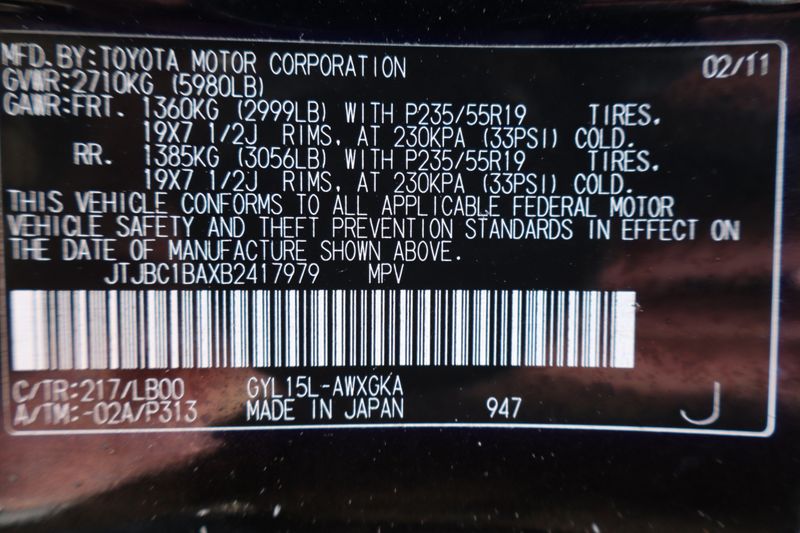 MFD.BY:TOYOTA MOTOR CORPORATION 02/11
GVWR:2710KG (5980LB)
GAWR:FRT. 1360KG (2999LB) WITH P235/55R19 TIRES.
19X7 1/2J RIMS, AT 230KPA (33PSI) COLD.
RR. 1385KG (3056LB) WITH P235/55R19 TIRES.
19X7 1/2J RIMS, AT 230KPA (33PSI) COLD.
THIS VEHICLE CONFORMS TO ALL APPLICABLE FEDERAL MOTOR
VEHICLE SAFETY AND THEFT PREVENTION STANDARDS IN EFFECT ON
THE DATE OF MANUFACTURE SHOWN ABOVE.
JTJBC1BAXB2417979 MPV
C/TR:217/LB00 GYL15L-AWXGKA
A/TM:-02A/P313 MADE IN JAPAN 947 J